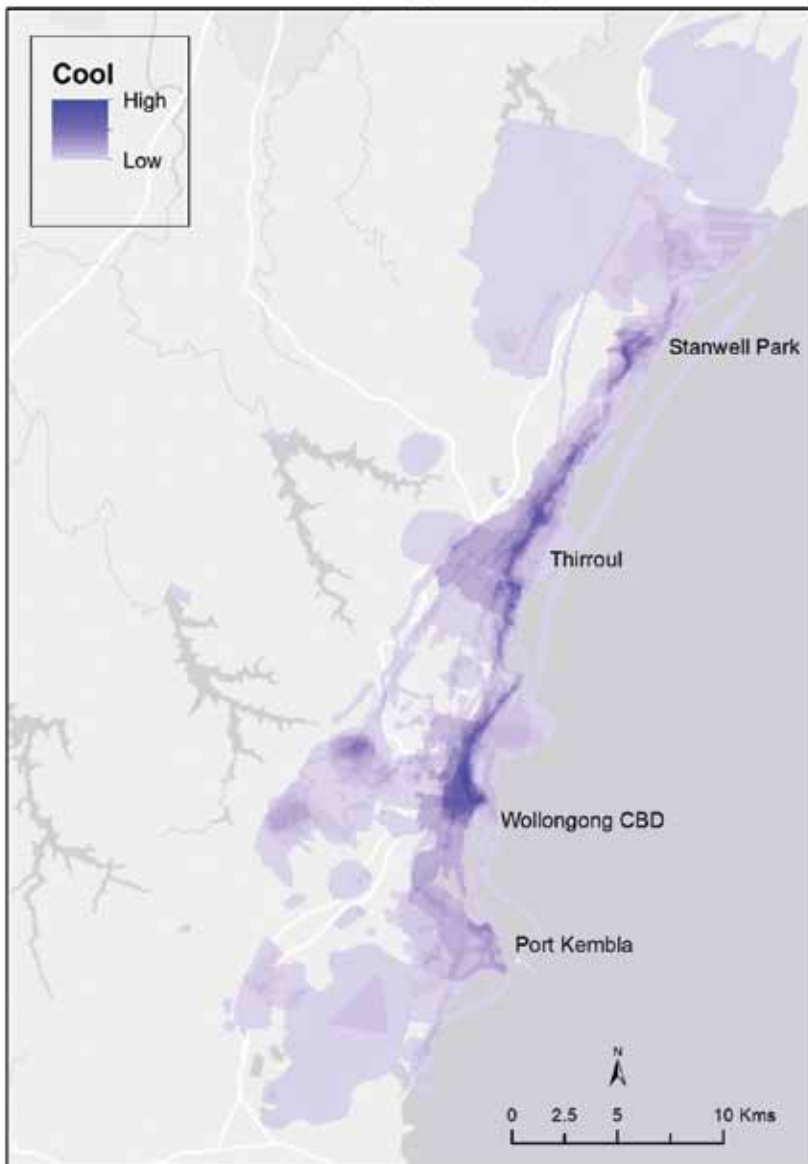 Cool
High
Low
Stanwell Park
Thirroul
Wollongong CBD
Port Kembla
N
0 2.5 5 10 Kms